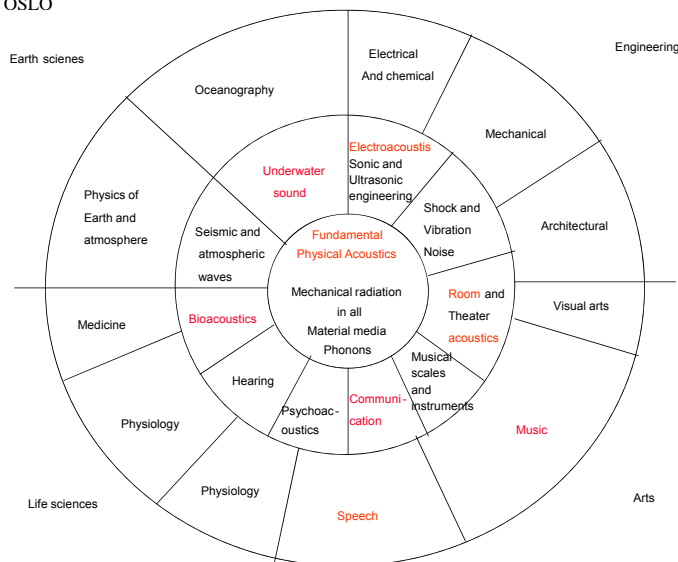 OSLO
Earth scienes
Engineering
Electrical
And chemical
Oceanography
Mechanical
Electroacoustis
Sonic and
Ultrasonic
engineering
Underwater
sound
Physics of
Earth and
atmosphere
Shock and
Vibration
Noise
Architectural
Seismic and
atmospheric
waves
Fundamental
Physical Acoustics
Mechanical radiation
in all
Material media
Phonons
Room and
Theater
acoustics
Visual arts
Medicine
Bioacoustics
Musical
scales
and
instruments
Hearing
Psychoac-
oustics
Communi-
cation
Physiology
Music
Physiology
Speech
Life sciences
Arts